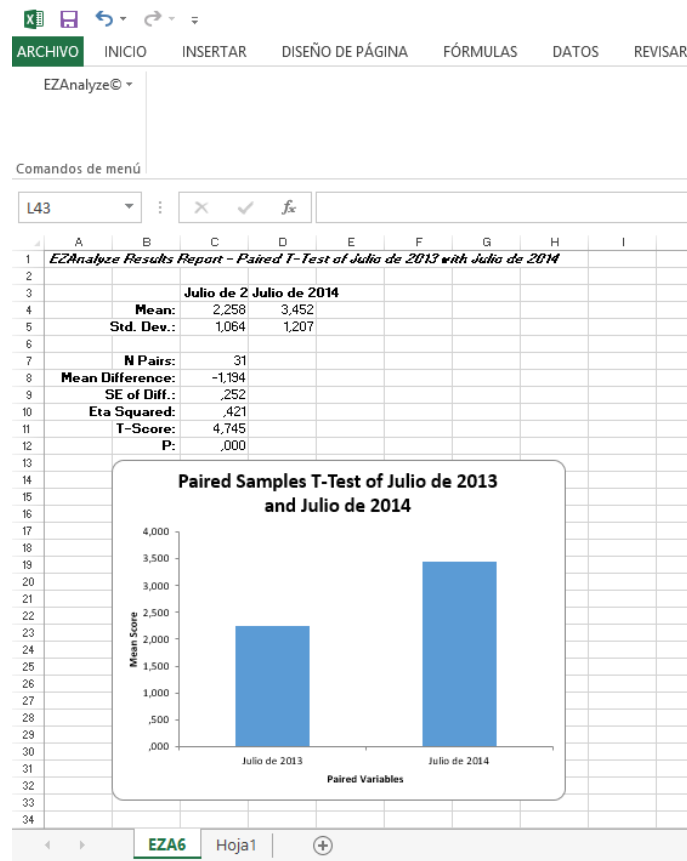 ARCHIVO INICIO INSERTAR DISEÑO DE PÁGINA FÓRMULAS DATOS REVISAR
EZAnalyze©
Comandos de menú
L43 fx
A B C D E F G H I
1 EZAnalyze Results Report - Paired T-Test of Julio de 2013 with Julio de 2014
2
3 Julio de 2 Julio de 2014
4 Mean: 2,258 3,452
5 Std. Dev.: 1,064 1,207
6
7 N Pairs: 31
8 Mean Difference: -1,194
9 SE of Diff.: ,252
10 Eta Squared: ,421
11 T-Score: 4,745
12 P: ,000
13
14
15
16
17
18
19
20
21
22
23
24
25
26
27
28
29
30
31
32
33
34
Paired Samples T-Test of Julio de 2013
and Julio de 2014
Mean Score
4,000
3,500
3,000
2,500
2,000
1,500
1,000
,500
,000
Julio de 2013 Julio de 2014
Paired Variables
EZA6 Hoja1